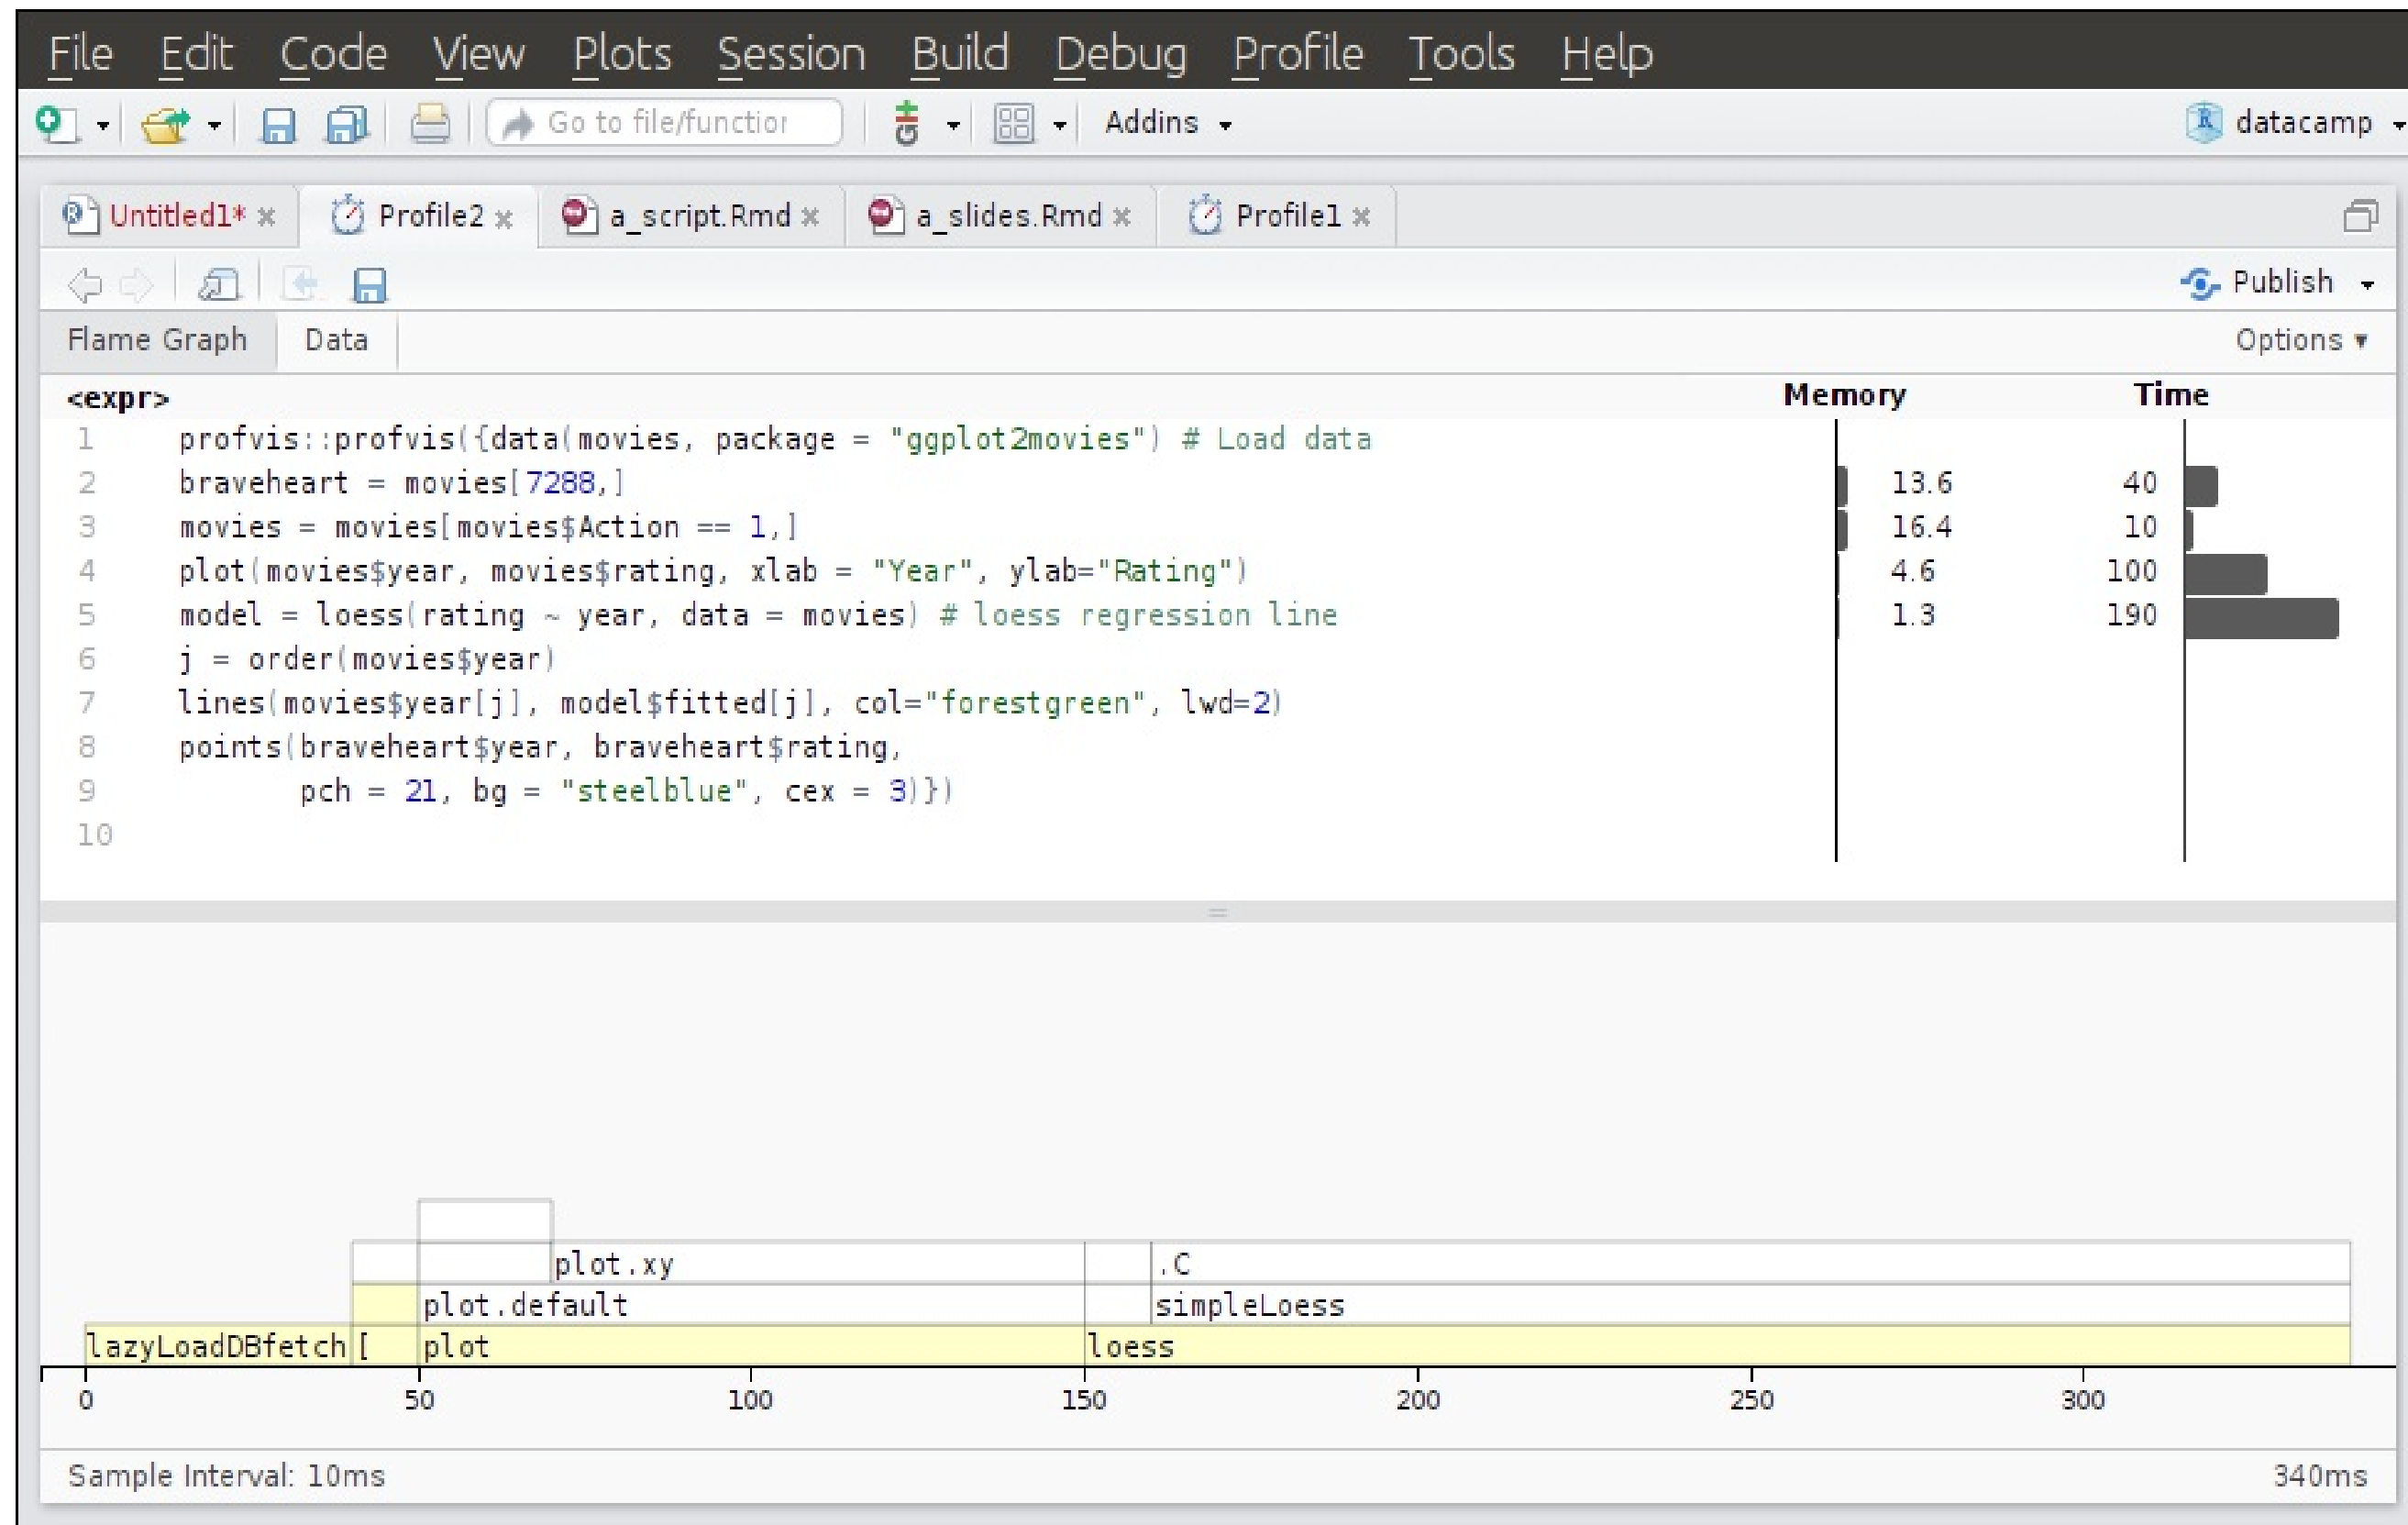 File Edit Code View Plots Session Build Debug Profile Tools Help
Go to file/function Addins datacamp
Untitled1* Profile2 a_script.Rmd a_slides.Rmd Profile1
Publish
Flame Graph Data Options
<expr> Memory Time
1 profvis::profvis({data(movies, package = "ggplot2movies") # Load data
2 braveheart = movies[7288,] 13.6 40
3 movies = movies[movies$Action == 1,] 16.4 10
4 plot(movies$year, movies$rating, xlab = "Year", ylab="Rating") 4.6 100
5 model = loess(rating ~ year, data = movies) # loess regression line 1.3 190
6 j = order(movies$year)
7 lines(movies$year[j], model$fitted[j], col="forestgreen", lwd=2)
8 points(braveheart$year, braveheart$rating,
9 pch = 21, bg = "steelblue", cex = 3)})
10
plot.xy .C
plot.default simpleLoess
lazyLoadDBfetch [ plot loess
0 50 100 150 200 250 300
Sample Interval: 10ms 340ms